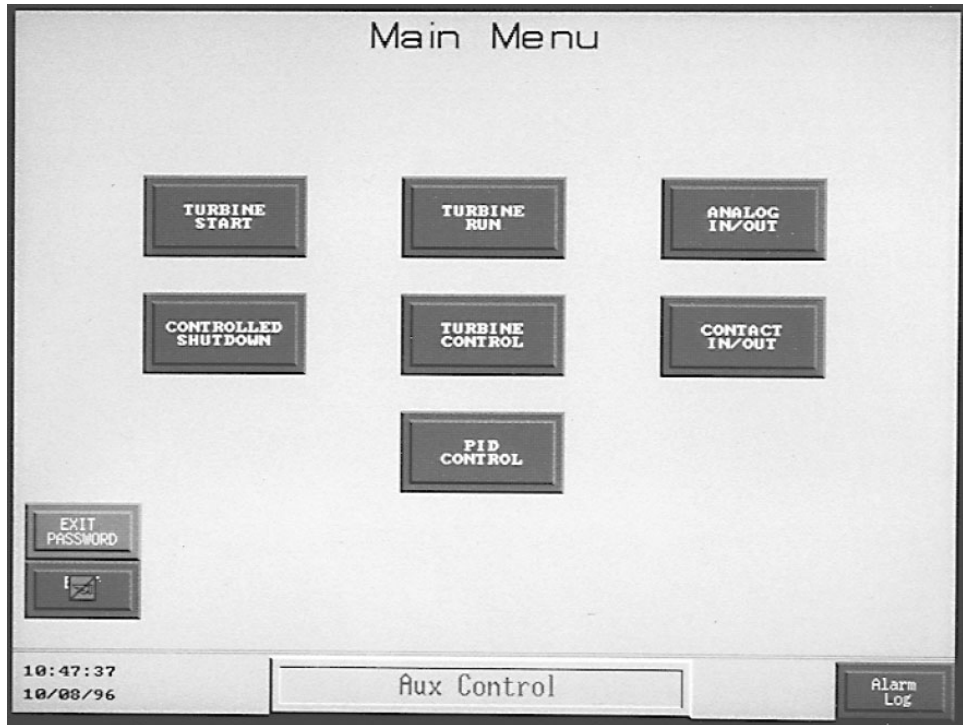 Main Menu
TURBINE
START
TURBINE
RUN
ANALOG
IN/OUT
CONTROLLED
SHUTDOWN
TURBINE
CONTROL
CONTACT
IN/OUT
PID
CONTROL
EXIT
PASSWORD
10:47:37
10/08/96
Aux Control
Alarm
Log